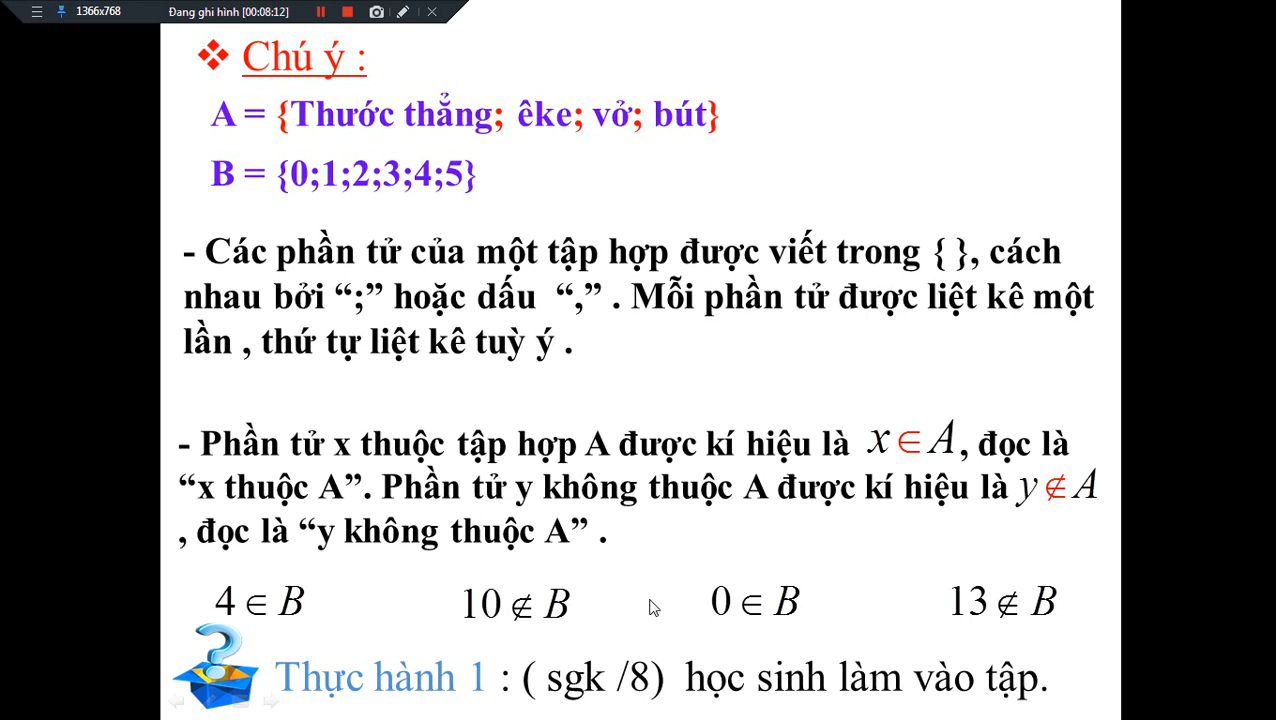 1366x768 Đang ghi hình [00:08:12]
❖ Chú ý :
A = {Thước thẳng; êke; vở; bút}
B = {0;1;2;3;4;5}
- Các phần tử của một tập hợp được viết trong { }, cách
nhau bởi “;” hoặc dấu “,” . Mỗi phần tử được liệt kê một
lần , thứ tự liệt kê tuỳ ý .
- Phần tử x thuộc tập hợp A được kí hiệu là x ∈ A, đọc là
“x thuộc A”. Phần tử y không thuộc A được kí hiệu là y ∉ A
, đọc là “y không thuộc A” .
4 ∈ B 10 ∉ B 0 ∈ B 13 ∉ B
Thực hành 1 : ( sgk /8) học sinh làm vào tập.